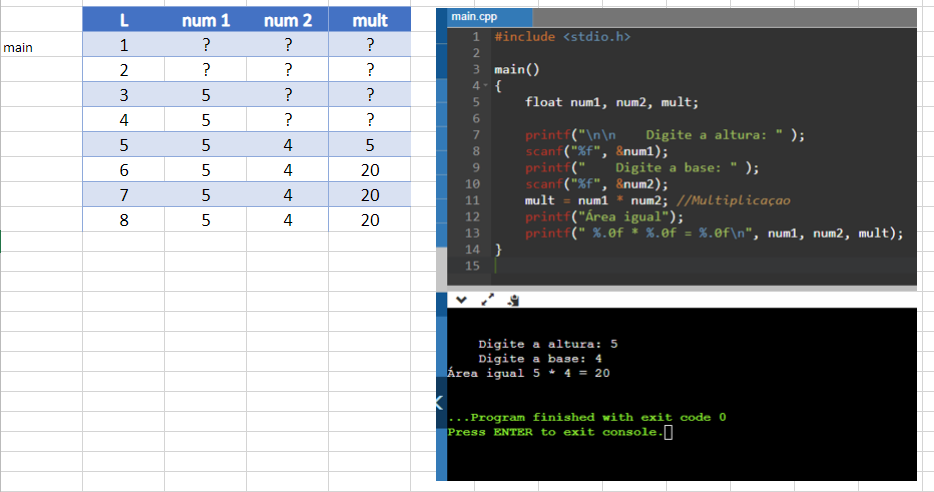 L num 1 num 2 mult
main 1 ? ? ?
2 ? ? ?
3 5 ? ?
4 5 ? ?
5 5 4 5
6 5 4 20
7 5 4 20
8 5 4 20
main.cpp
1 #include <stdio.h>
2
3 main()
4 {
5 float num1, num2, mult;
6
7 printf("\n\n    Digite a altura: " );
8 scanf("%f", &num1);
9 printf("    Digite a base: " );
10 scanf("%f", &num2);
11 mult = num1 * num2; //Multiplicaçao
12 printf("Área igual");
13 printf(" %.0f * %.0f = %.0f\n", num1, num2, mult);
14 }
15
Digite a altura: 5
Digite a base: 4
Área igual 5 * 4 = 20
...Program finished with exit code 0
Press ENTER to exit console.